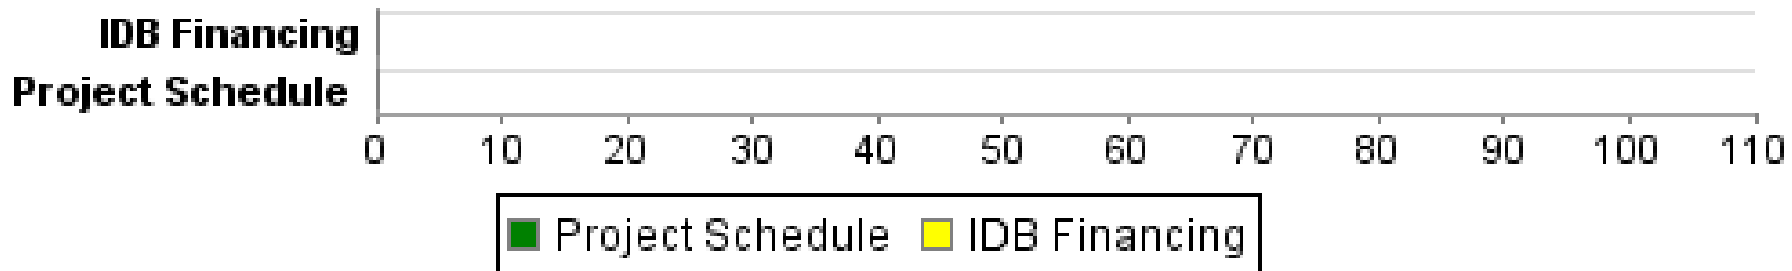 IDB Financing
Project Schedule
0 10 20 30 40 50 60 70 80 90 100 110
Project Schedule IDB Financing